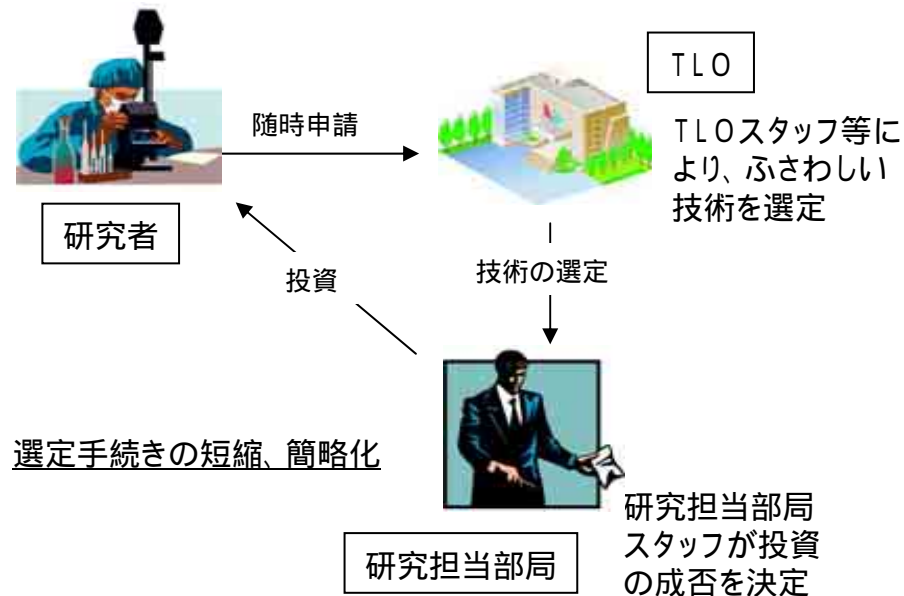 TLO
随時申請
TLOスタッフ等に
より、ふさわしい
技術を選定
研究者
投資
技術の選定
選定手続きの短縮、簡略化
研究担当部局
研究担当部局
スタッフが投資
の成否を決定